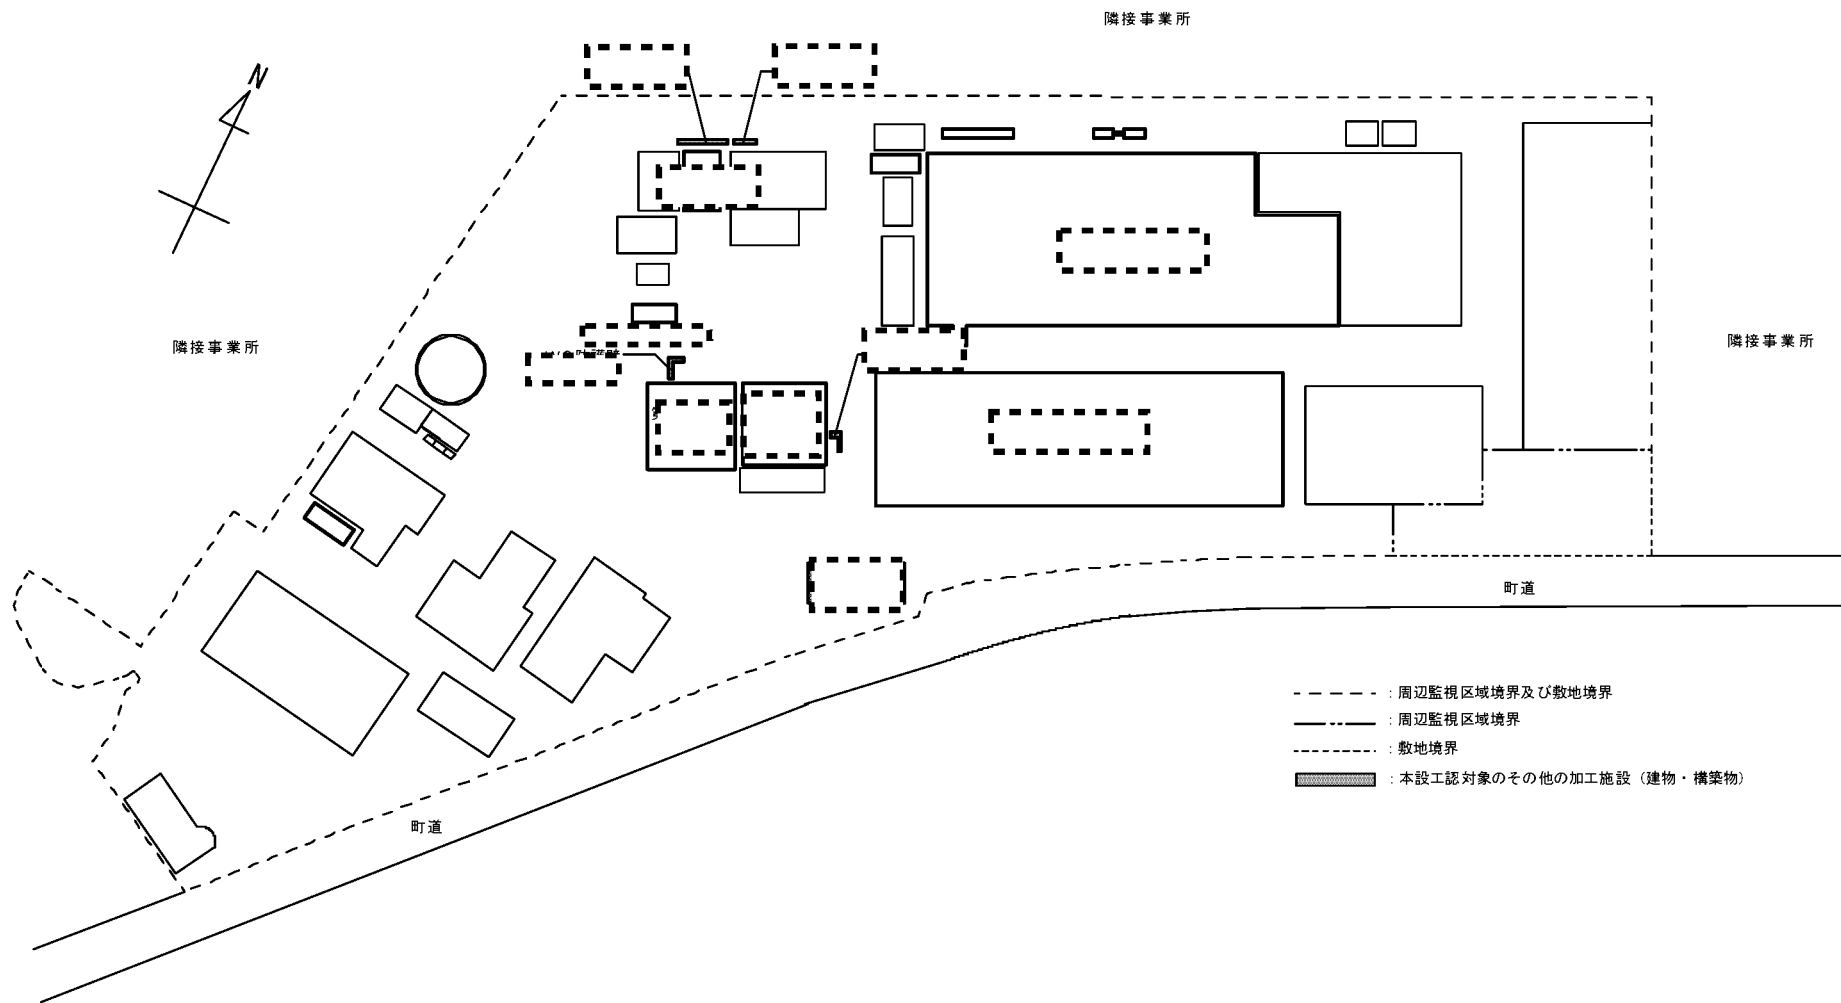 隣接事業所
N
隣接事業所
隣接事業所
町道
: 周辺監視区域境界及び敷地境界
: 周辺監視区域境界
: 敷地境界
: 本設工認対象のその他の加工施設（建物・構築物）
町道